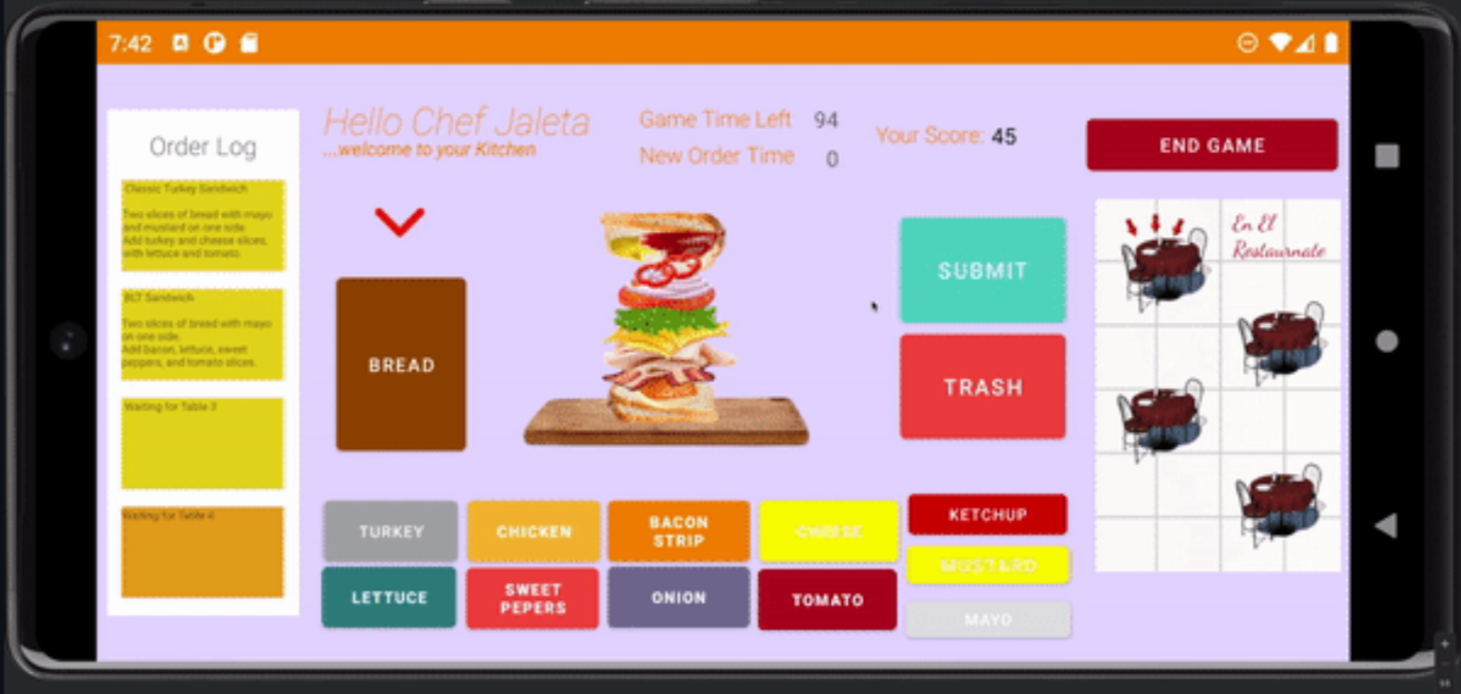 7:42
Order Log
Classic Turkey Sandwich
Two slices of bread with mayo
and mustard on one side.
Add turkey and cheese slices,
with lettuce and tomato.
BLT Sandwich
Two slices of bread with mayo
on one side.
Add bacon, lettuce, sweet
peppers, and tomato slices.
Waiting for Table 3
Waiting for Table 4
Hello Chef Jaleta
...welcome to your Kitchen
Game Time Left 94
New Order Time 0
Your Score: 45
END GAME
BREAD
SUBMIT
TRASH
En El
Restaurnate
TURKEY
CHICKEN
BACON
STRIP
CHEESE
KETCHUP
MUSTARD
LETTUCE
SWEET
PEPERS
ONION
TOMATO
MAYO